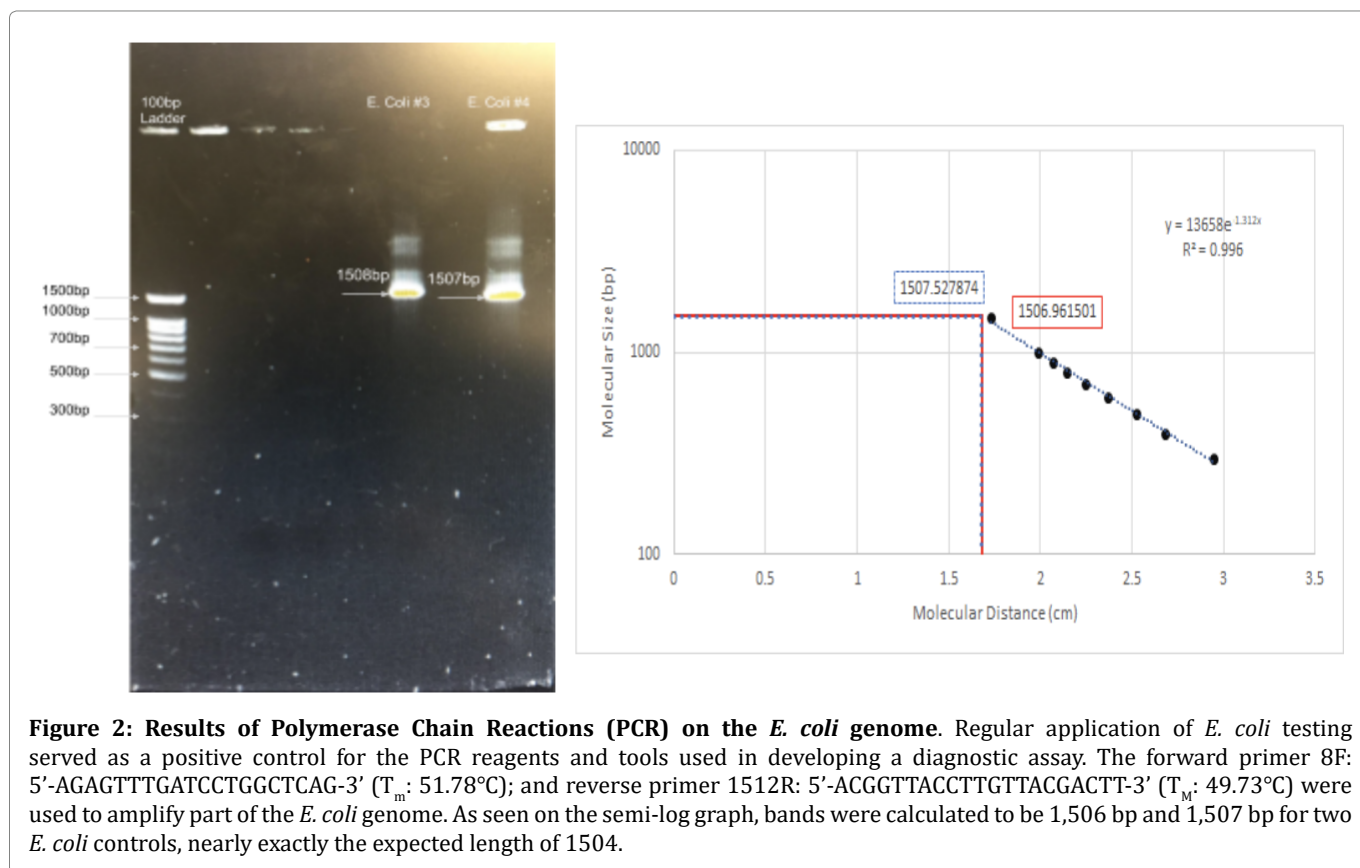 100bp
Ladder
E. Coli #3
E. Coli #4
1508bp
1507bp
1500bp
1000bp
700bp
500bp
300bp
10000
1000
100
Molecular Size (bp)
y = 13658e^-1.312x
R² = 0.996
1507.527874
1506.961501
0 0.5 1 1.5 2 2.5 3 3.5
Molecular Distance (cm)
Figure 2: Results of Polymerase Chain Reactions (PCR) on the E. coli genome. Regular application of E. coli testing
served as a positive control for the PCR reagents and tools used in developing a diagnostic assay. The forward primer 8F:
5’-AGAGTTTGATCCTGGCTCAG-3’ (Tm: 51.78°C); and reverse primer 1512R: 5’-ACGGTTACCTTGTTACGACTT-3’ (TM: 49.73°C) were
used to amplify part of the E. coli genome. As seen on the semi-log graph, bands were calculated to be 1,506 bp and 1,507 bp for two
E. coli controls, nearly exactly the expected length of 1504.